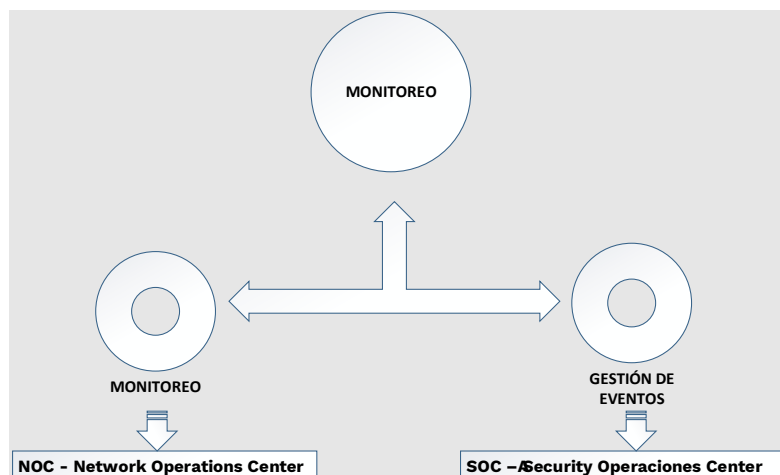 MONITOREO
MONITOREO
GESTIÓN DE
EVENTOS
NOC - Network Operations Center
SOC – Security Operaciones Center